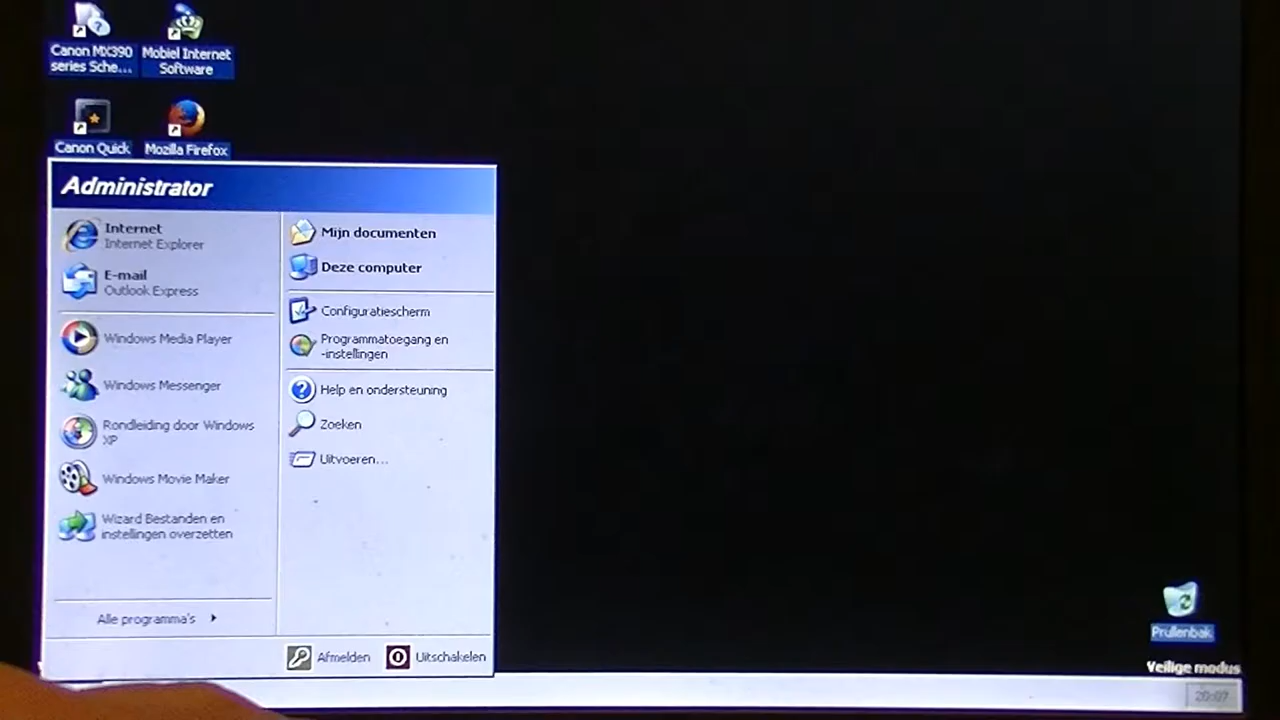 Canon MX390
series Sche...
Mobiel Internet
Software
Canon Quick
Mozilla Firefox
Administrator
Internet
Internet Explorer
E-mail
Outlook Express
Windows Media Player
Windows Messenger
Rondleiding door Windows
XP
Windows Movie Maker
Wizard Bestanden en
instellingen overzetten
Alle programma's
Mijn documenten
Deze computer
Configuratiescherm
Programmatoegang en
-instellingen
Help en ondersteuning
Zoeken
Uitvoeren...
Afmelden
Uitschakelen
Prullenbak
Veilige modus
20:07